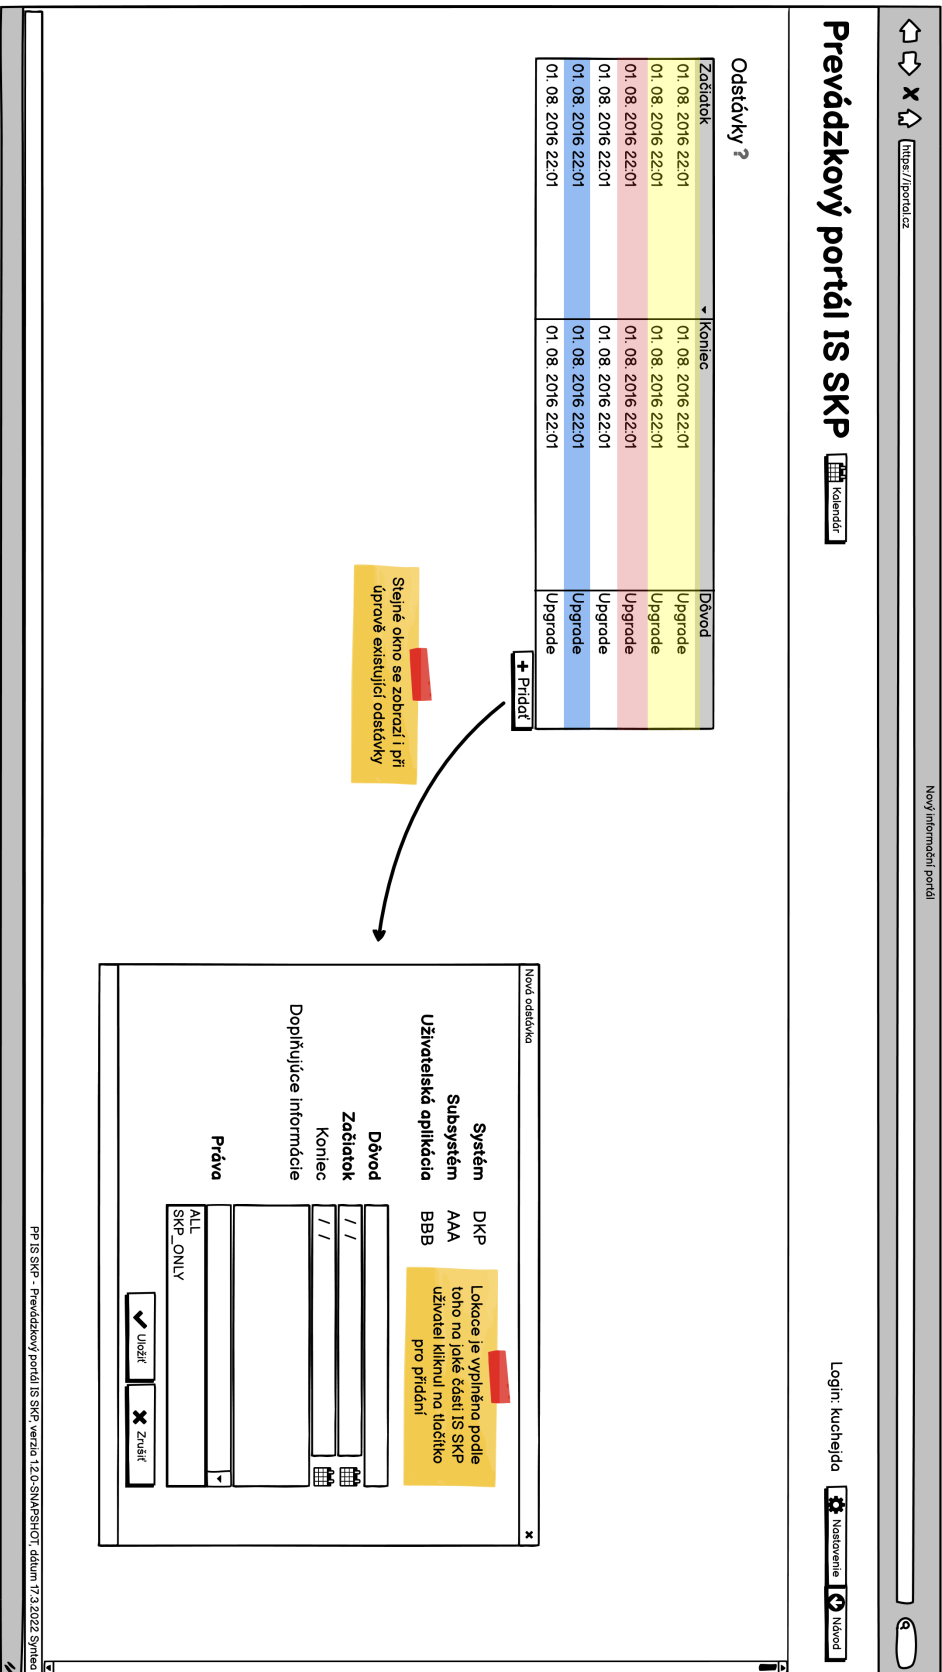 Nový informační portál
https://iportal.cz
Prevádzkový portál IS SKP
Kalendár
Login: kuchejda
Nastavenie
Návod
Odstávky ?
Začiatok Koniec Dôvod
01. 08. 2016 22:01 01. 08. 2016 22:01 Upgrade
01. 08. 2016 22:01 01. 08. 2016 22:01 Upgrade
01. 08. 2016 22:01 01. 08. 2016 22:01 Upgrade
01. 08. 2016 22:01 01. 08. 2016 22:01 Upgrade
01. 08. 2016 22:01 01. 08. 2016 22:01 Upgrade
01. 08. 2016 22:01 01. 08. 2016 22:01 Upgrade
+ Pridať
Stejné okno se zobrazí i při
úpravě existující odstávky
Nová odstávka
Systém DKP
Subsystém AAA
Uživatelská aplikácia BBB
Lokace je vyplněna podle
toho na jaké části IS SKP
uživatel kliknul na tlačítko
pro přidání
Dôvod
Začiatok / /
Koniec / /
Doplňujúce informácie
Práva
ALL
SKP_ONLY
Uložiť
Zrušiť
PP IS SKP - Prevádzkový portál IS SKP, verzia 1.2.0-SNAPSHOT, dátum 17.3.2022 Syntea